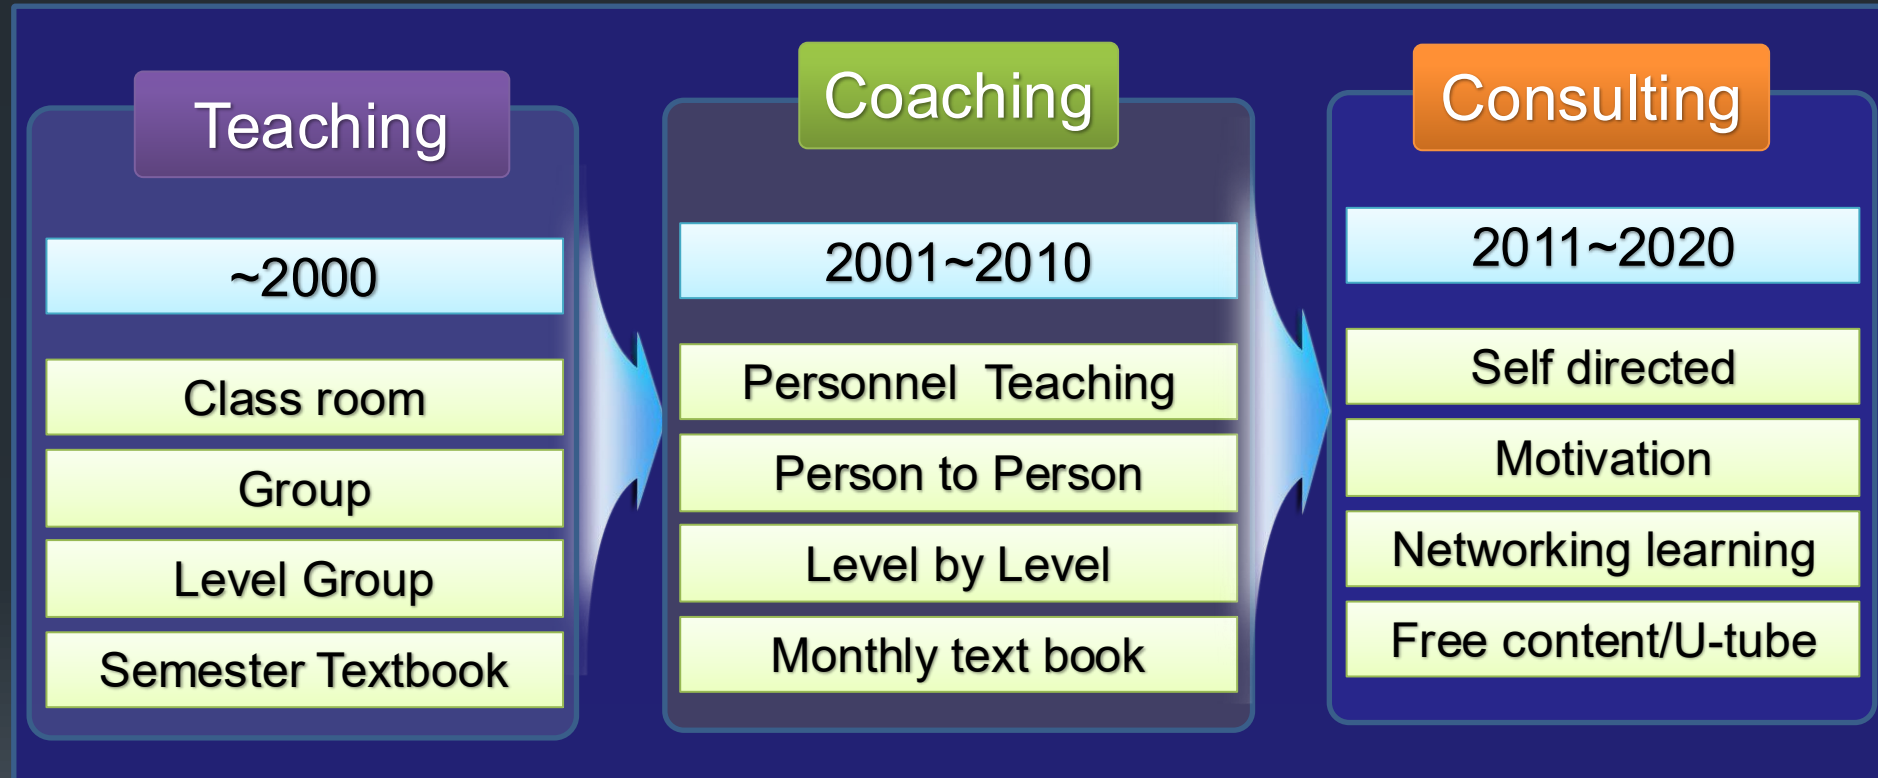 Teaching
~2000
Class room
Group
Level Group
Semester Textbook
Coaching
2001~2010
Personnel Teaching
Person to Person
Level by Level
Monthly text book
Consulting
2011~2020
Self directed
Motivation
Networking learning
Free content/U-tube